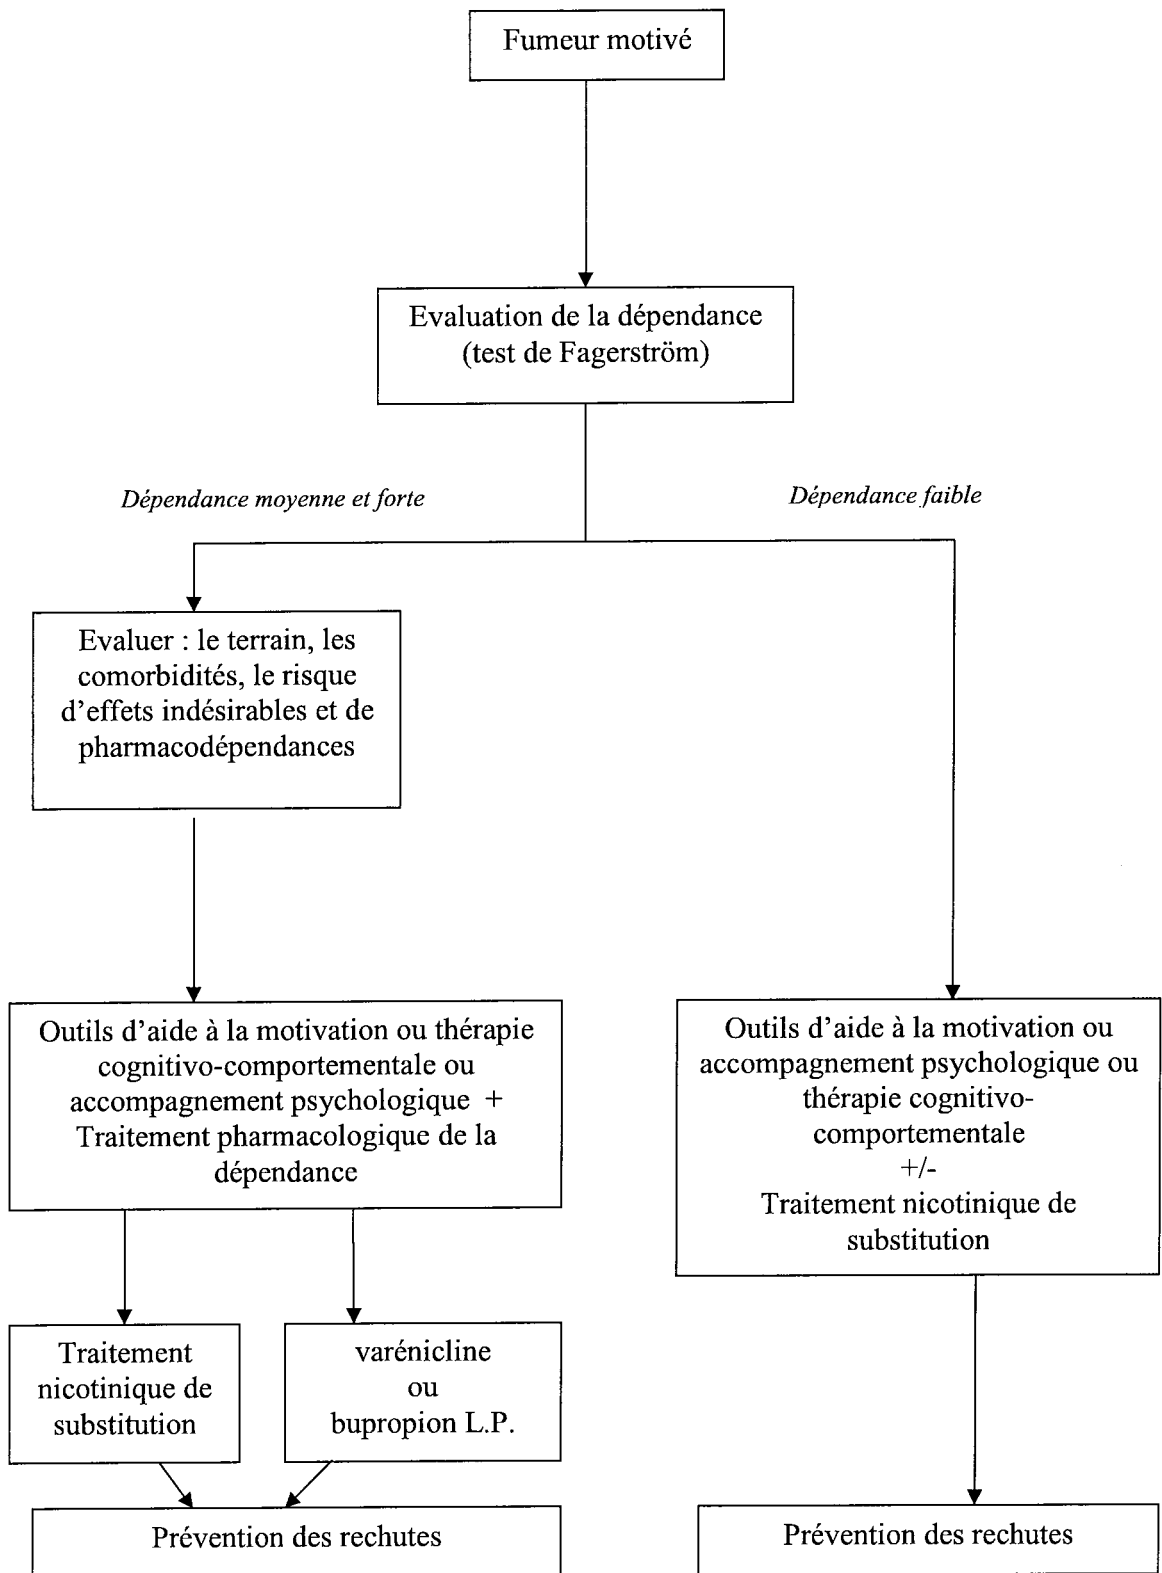 Fumeur motivé
Evaluation de la dépendance
(test de Fagerström)
Dépendance moyenne et forte
Dépendance faible
Evaluer : le terrain, les
comorbidités, le risque
d'effets indésirables et de
pharmacodépendances
Outils d'aide à la motivation ou thérapie
cognitivo-comportementale ou
accompagnement psychologique +
Traitement pharmacologique de la
dépendance
Outils d'aide à la motivation ou
accompagnement psychologique ou
thérapie cognitivo-
comportementale
+/-
Traitement nicotinique de
substitution
Traitement
nicotinique de
substitution
varénicline
ou
bupropion L.P.
Prévention des rechutes
Prévention des rechutes